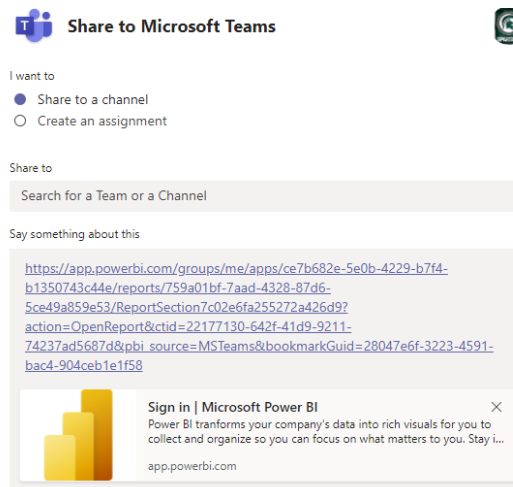 Share to Microsoft Teams
I want to
Share to a channel
Create an assignment
Share to
Search for a Team or a Channel
Say something about this
https://app.powerbi.com/groups/me/apps/ce7b682e-5e0b-4229-b7f4-
b1350743c44e/reports/759a01bf-7aad-4328-87d6-
5ce49a859e53/ReportSection7c02e6fa255272a426d9?
action=OpenReport&ctid=22177130-642f-41d9-9211-
74237ad5687d&pbi_source=MSTeams&bookmarkGuid=28047e6f-3223-4591-
bac4-904ceb1e1f58
Sign in | Microsoft Power BI
Power BI tranforms your company's data into rich visuals for you to
collect and organize so you can focus on what matters to you. Stay i...
app.powerbi.com